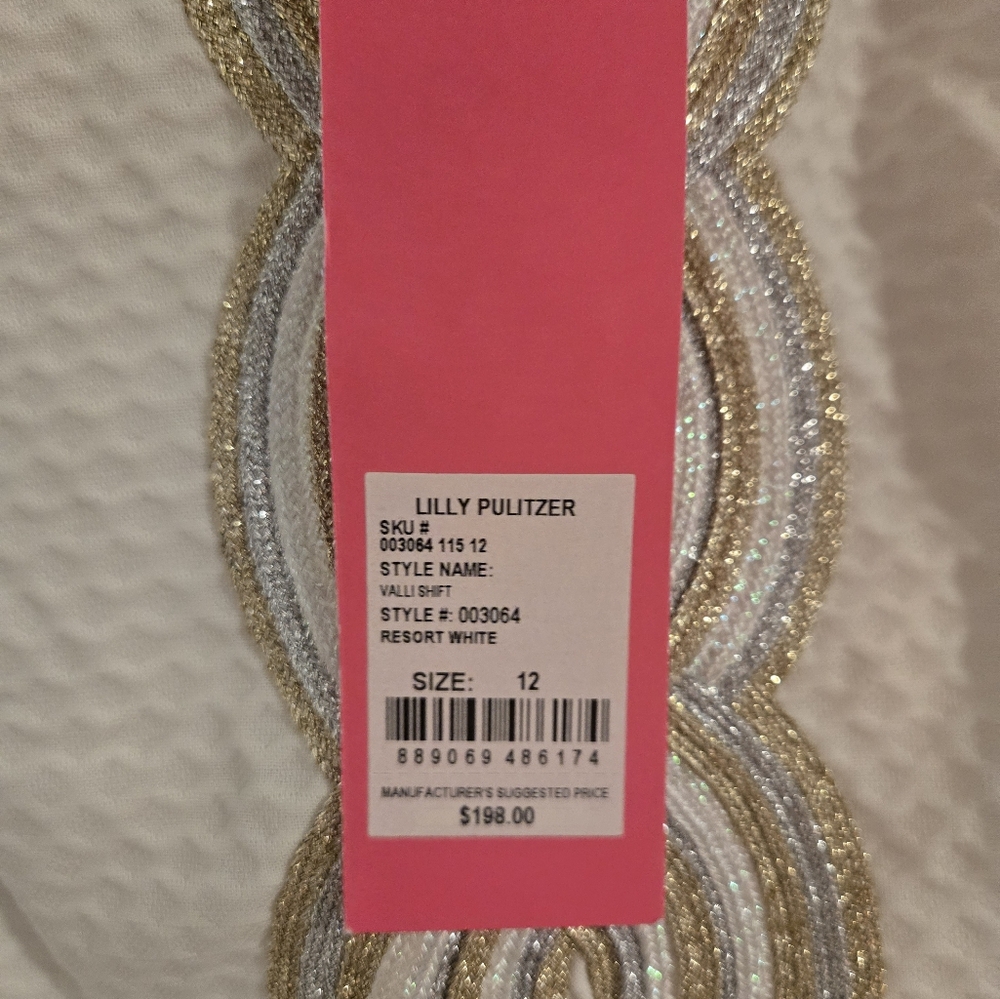 LILLY PULITZER
SKU #
003064 115 12
STYLE NAME:
VALLI SHIFT
STYLE #: 003064
RESORT WHITE
SIZE: 12
889069 486174
MANUFACTURER'S SUGGESTED PRICE
$198.00